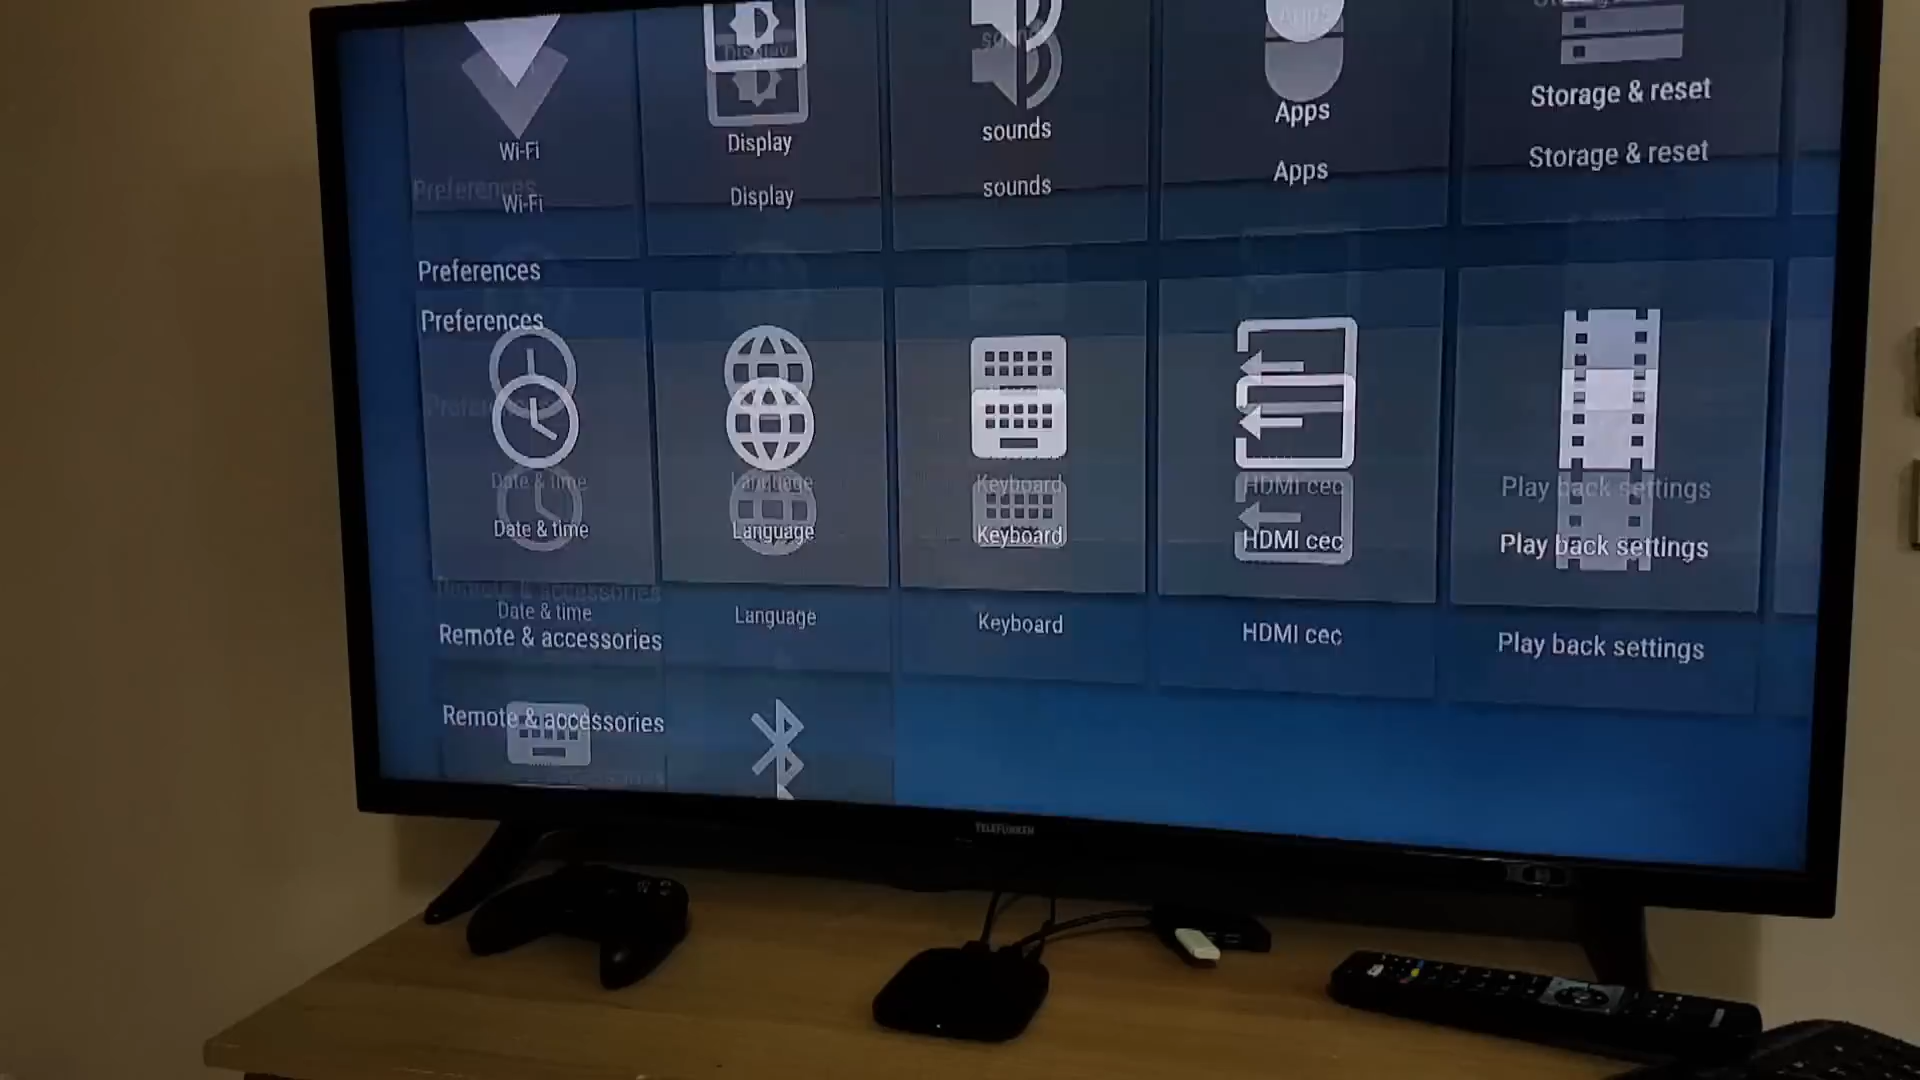 Display
sounds
Apps
Storage & reset
Wi-Fi
Display
sounds
Apps
Storage & reset
Preferences
Wi-Fi
Preferences
Preferences
Date & time
Language
Keyboard
HDMI cec
Play back settings
Date & time
Language
Keyboard
HDMI cec
Play back settings
Remote & accessories
Date & time
Language
Keyboard
HDMI cec
Play back settings
Remote & accessories
Remote & accessories
TELEFUNKEN